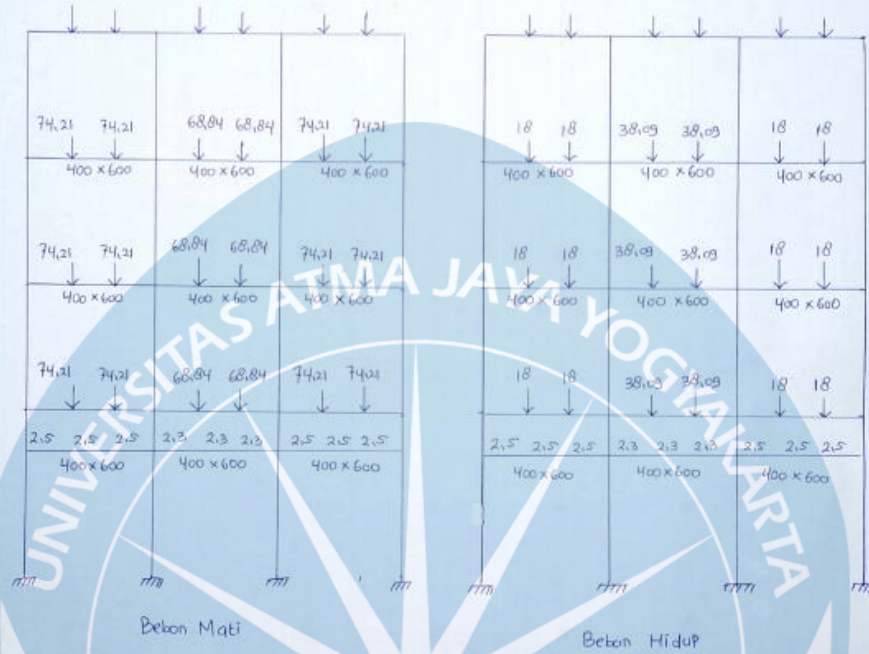 74,21 74,21 68,84 68,84 74,21 74,21
400 x 600 400 x 600 400 x 600
74,21 74,21 68,84 68,84 74,21 74,21
400 x 600 400 x 600 400 x 600
74,21 74,21 68,84 68,84 74,21 74,21
2,5 2,5 2,5 2,3 2,3 2,3 2,5 2,5 2,5
400 x 600 400 x 600 400 x 600
Beban Mati
18 18 38,09 38,09 18 18
400 x 600 400 x 600 400 x 600
18 18 38,09 38,09 18 18
400 x 600 400 x 600 400 x 600
18 18 38,09 38,09 18 18
2,5 2,5 2,5 2,3 2,3 2,3 2,5 2,5 2,5
400 x 600 400 x 600 400 x 600
Beban Hidup
UNIVERSITAS ATMA JAYA YOGYAKARTA